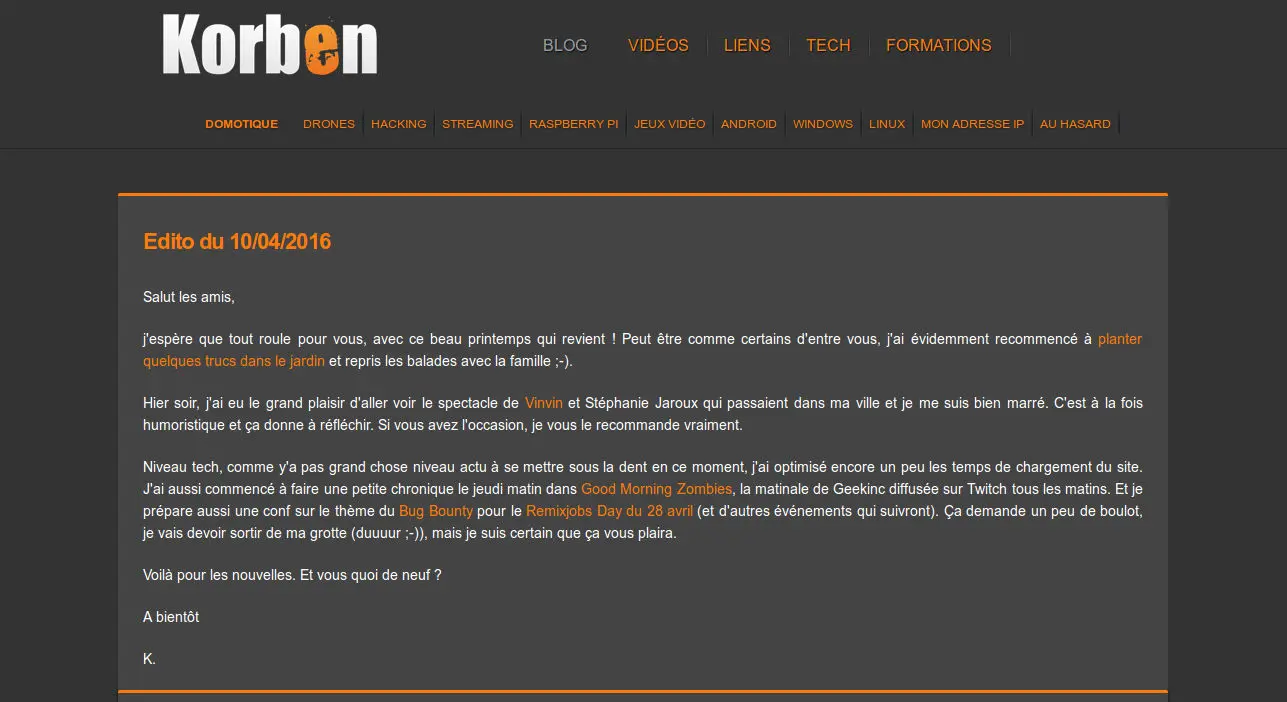 Korben
BLOG VIDÉOS LIENS TECH FORMATIONS
DOMOTIQUE DRONES HACKING STREAMING RASPBERRY PI JEUX VIDÉO ANDROID WINDOWS LINUX MON ADRESSE IP AU HASARD
Edito du 10/04/2016
Salut les amis,
j'espère que tout roule pour vous, avec ce beau printemps qui revient ! Peut être comme certains d'entre vous, j'ai évidemment recommencé à planter
quelques trucs dans le jardin et repris les balades avec la famille ;-).
Hier soir, j'ai eu le grand plaisir d'aller voir le spectacle de Vinvin et Stéphanie Jaroux qui passaient dans ma ville et je me suis bien marré. C'est à la fois
humoristique et ça donne à réfléchir. Si vous avez l'occasion, je vous le recommande vraiment.
Niveau tech, comme y'a pas grand chose niveau actu à se mettre sous la dent en ce moment, j'ai optimisé encore un peu les temps de chargement du site.
J'ai aussi commencé à faire une petite chronique le jeudi matin dans Good Morning Zombies, la matinale de Geekinc diffusée sur Twitch tous les matins. Et je
prépare aussi une conf sur le thème du Bug Bounty pour le Remixjobs Day du 28 avril (et d'autres événements qui suivront). Ça demande un peu de boulot,
je vais devoir sortir de ma grotte (duuuur ;-)), mais je suis certain que ça vous plaira.
Voilà pour les nouvelles. Et vous quoi de neuf ?
A bientôt
K.